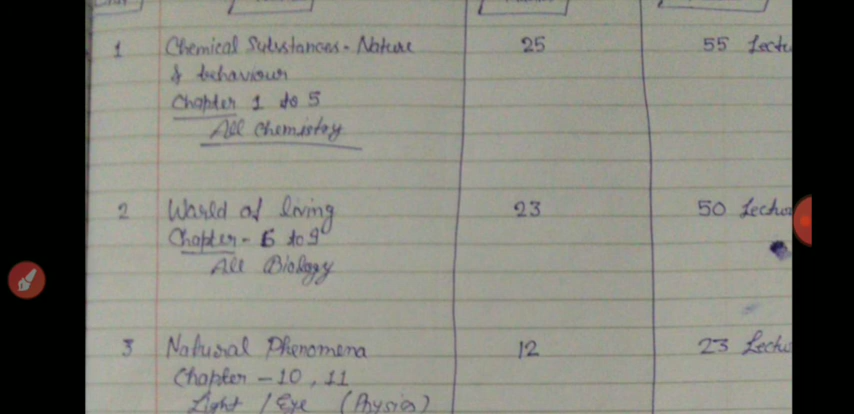 1 Chemical Substances - Nature 25 55 Lectu
& behaviour
Chapter 1 to 5
All Chemistry
2 World of living 23 50 Lectu
Chapter - 6 to 9
All Biology
3 Natural Phenomena 12 23 Lectu
Chapter - 10, 11
Light / Eye (Physics)